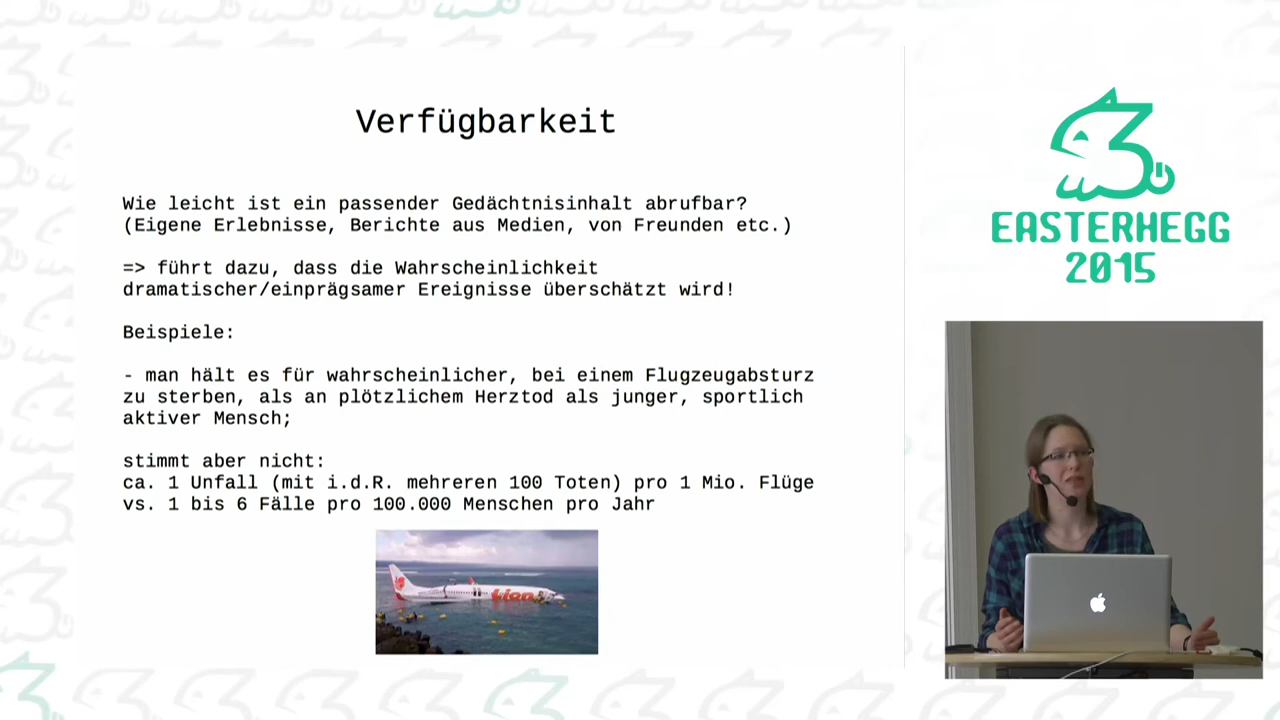 Verfügbarkeit
Wie leicht ist ein passender Gedächtnisinhalt abrufbar?
(Eigene Erlebnisse, Berichte aus Medien, von Freunden etc.)
=> führt dazu, dass die Wahrscheinlichkeit
dramatischer/einprägsamer Ereignisse überschätzt wird!
Beispiele:
- man hält es für wahrscheinlicher, bei einem Flugzeugabsturz
zu sterben, als an plötzlichem Herztod als junger, sportlich
aktiver Mensch;
stimmt aber nicht:
ca. 1 Unfall (mit i.d.R. mehreren 100 Toten) pro 1 Mio. Flüge
vs. 1 bis 6 Fälle pro 100.000 Menschen pro Jahr
lion
EASTERHEGG
2015